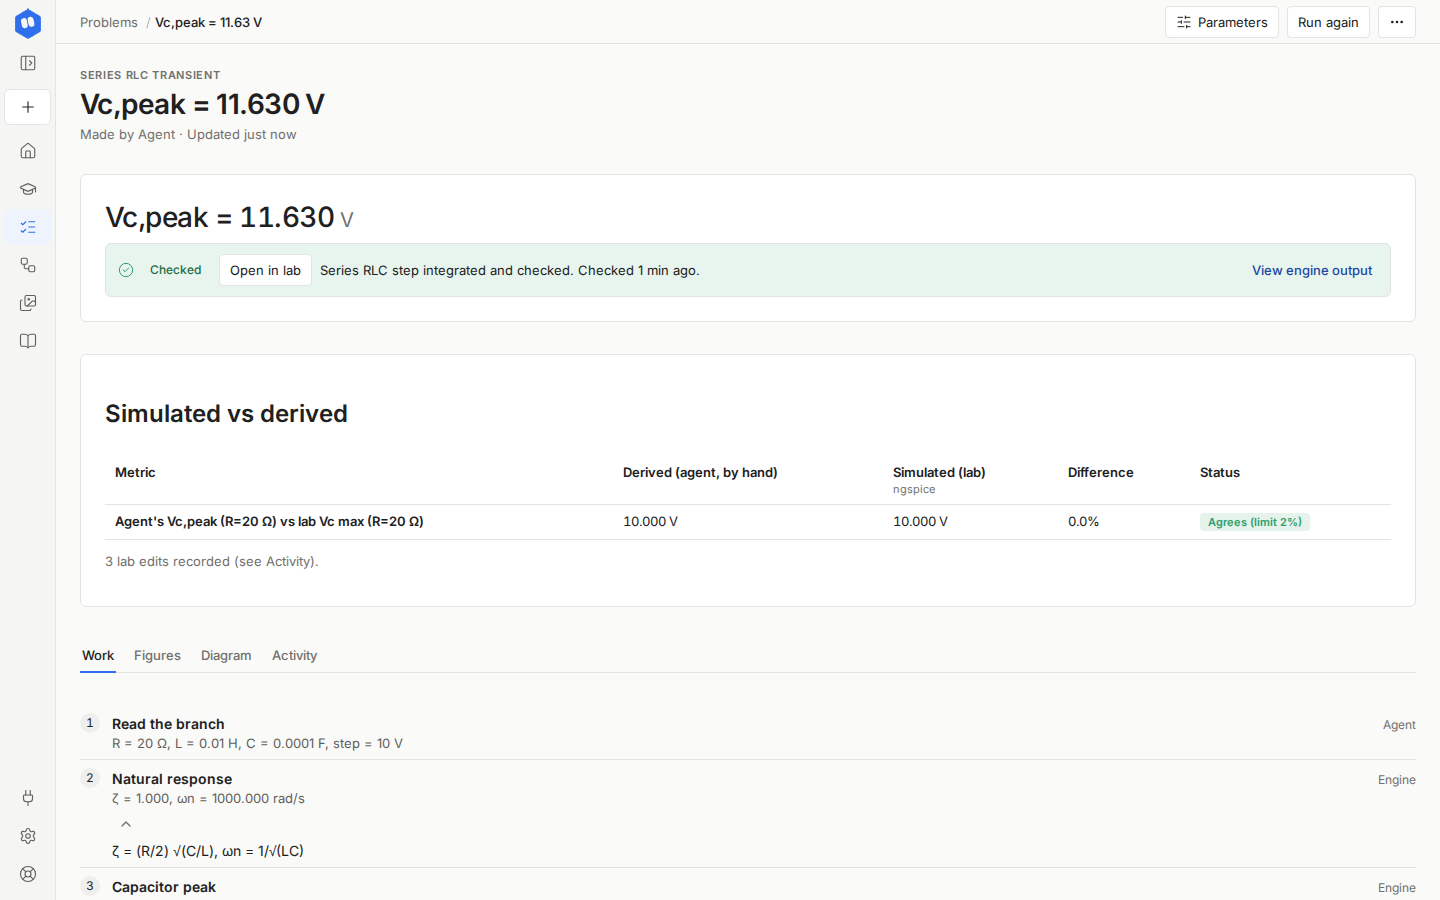 Problems / Vc,peak = 11.63 V
Parameters
Run again
SERIES RLC TRANSIENT
Vc,peak = 11.630 V
Made by Agent · Updated just now
Vc,peak = 11.630 V
Checked
Open in lab
Series RLC step integrated and checked. Checked 1 min ago.
View engine output
Simulated vs derived
Metric Derived (agent, by hand) Simulated (lab) Difference Status
ngspice
Agent's Vc,peak (R=20 Ω) vs lab Vc max (R=20 Ω) 10.000 V 10.000 V 0.0% Agrees (limit 2%)
3 lab edits recorded (see Activity).
Work Figures Diagram Activity
1 Read the branch Agent
R = 20 Ω, L = 0.01 H, C = 0.0001 F, step = 10 V
2 Natural response Engine
ζ = 1.000, ωn = 1000.000 rad/s
ζ = (R/2) √(C/L), ωn = 1/√(LC)
3 Capacitor peak Engine